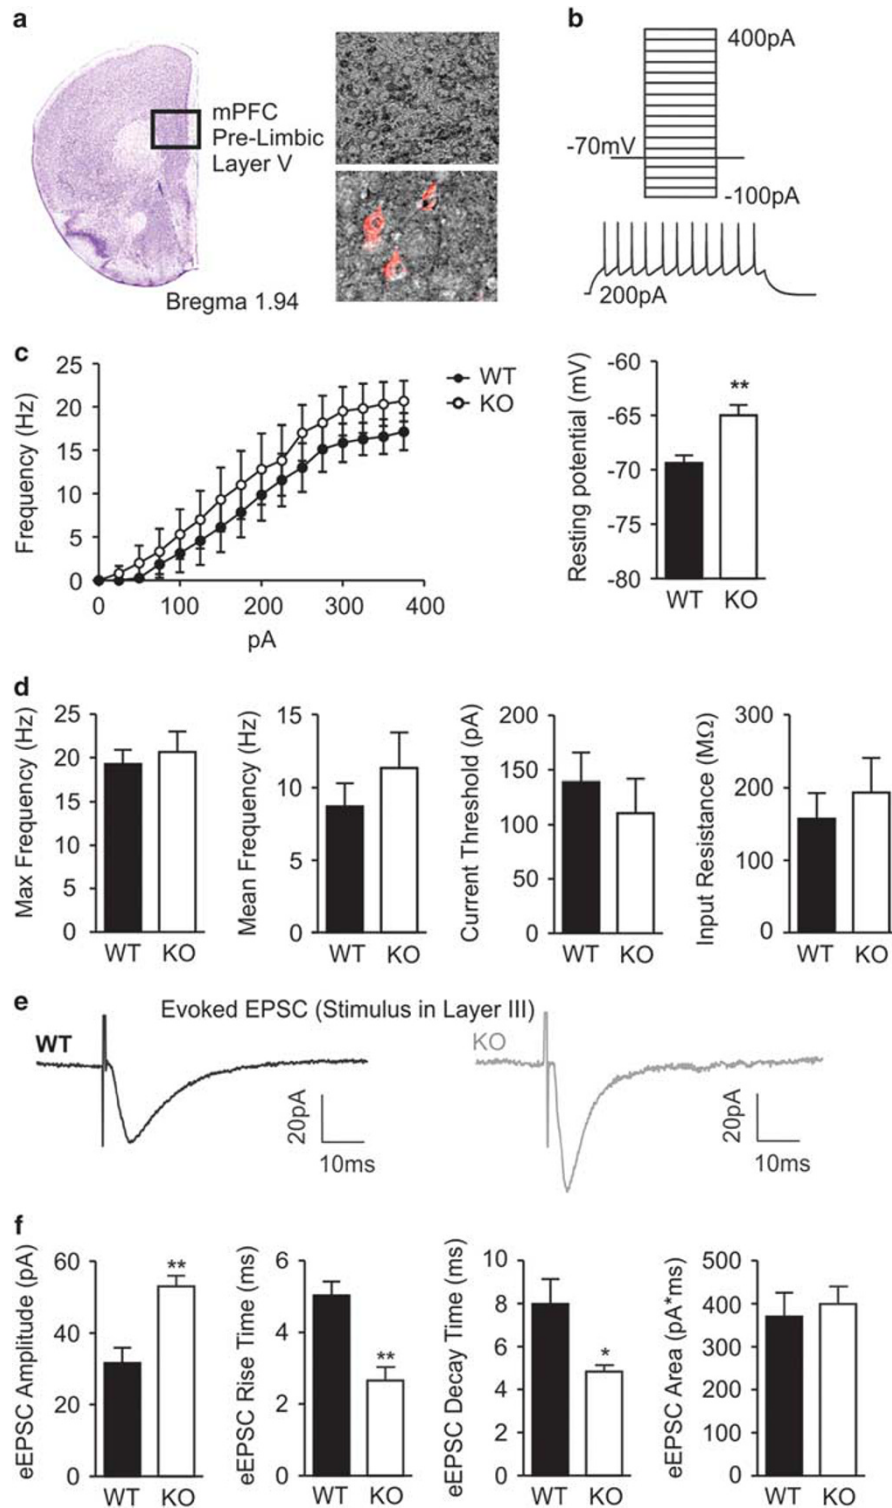 a
mPFC
Pre-Limbic
Layer V
Bregma 1.94
b
400pA
-70mV
-100pA
200pA
c
Frequency (Hz)
25
20
15
10
5
0
0
100
200
300
400
pA
WT
KO
Resting potential (mV)
-60
-65
-70
-75
-80
**
WT
KO
d
Max Frequency (Hz)
25
20
15
10
5
0
WT
KO
Mean Frequency (Hz)
15
10
5
0
WT
KO
Current Threshold (pA)
200
150
100
50
0
WT
KO
Input Resistance (MΩ)
300
200
100
0
WT
KO
e
Evoked EPSC (Stimulus in Layer III)
WT
20pA
10ms
KO
20pA
10ms
f
eEPSC Amplitude (pA)
60
40
20
0
**
WT
KO
eEPSC Rise Time (ms)
6
4
2
0
**
WT
KO
eEPSC Decay Time (ms)
10
8
6
4
2
0
*
WT
KO
eEPSC Area (pA*ms)
500
400
300
200
100
0
WT
KO